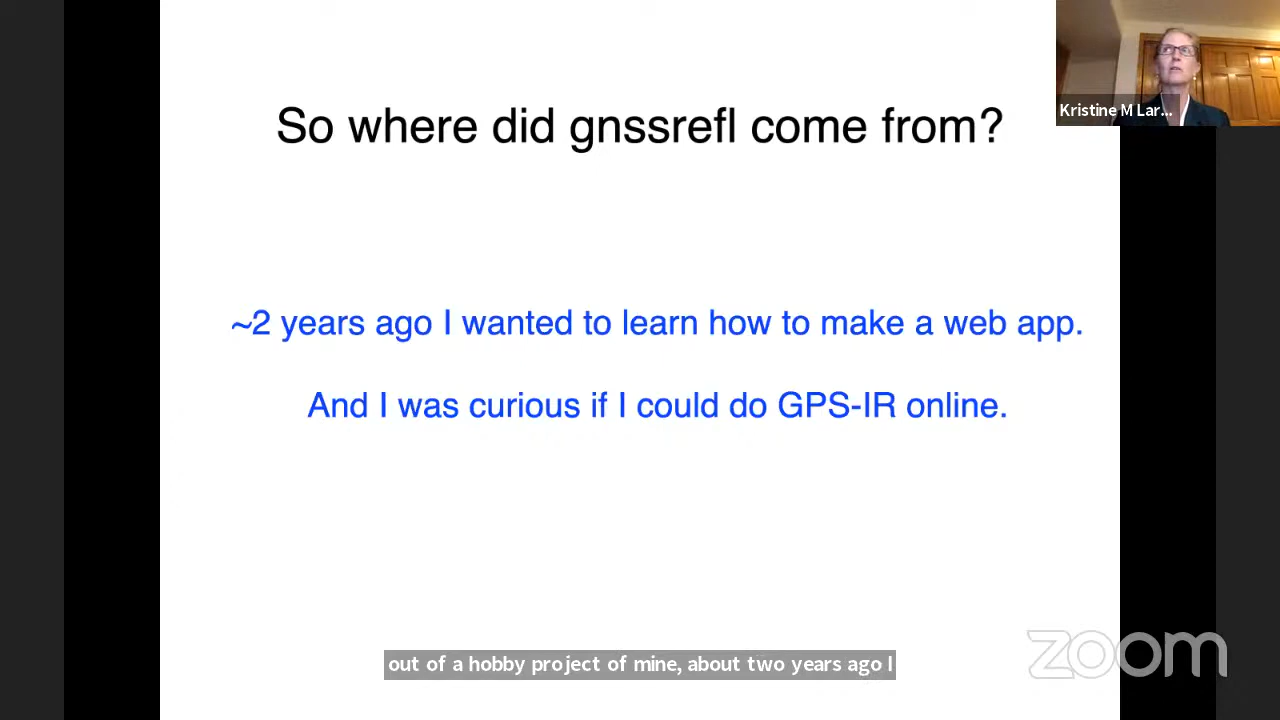 So where did gnssrefl come from?
Kristine M Lar...
~2 years ago I wanted to learn how to make a web app.
And I was curious if I could do GPS-IR online.
out of a hobby project of mine, about two years ago I
zoom